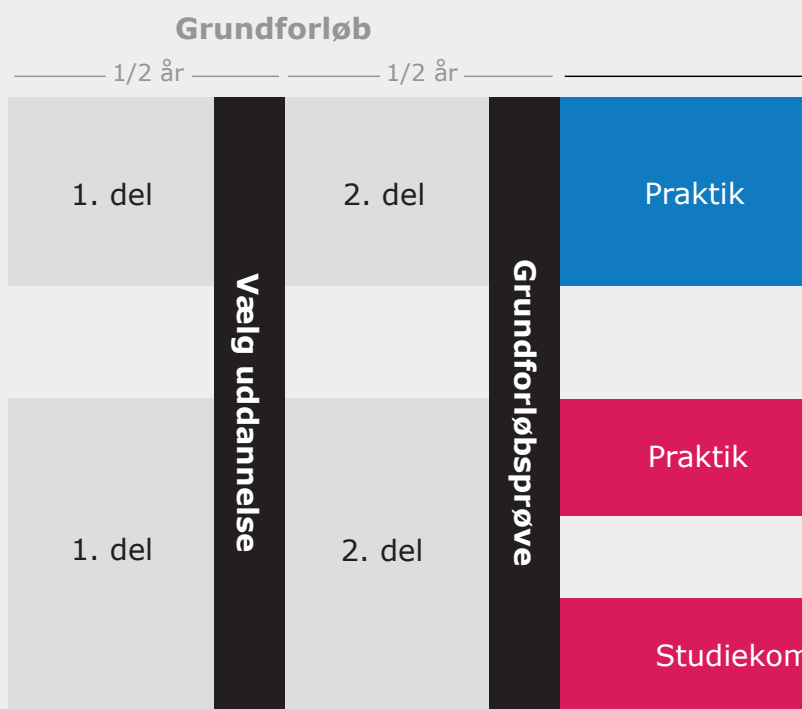 Grundforløb
1/2 år
1/2 år
1. del
2. del
Praktik
Vælg uddannelse
Grundforløbsprøve
Praktik
1. del
2. del
Studiekom